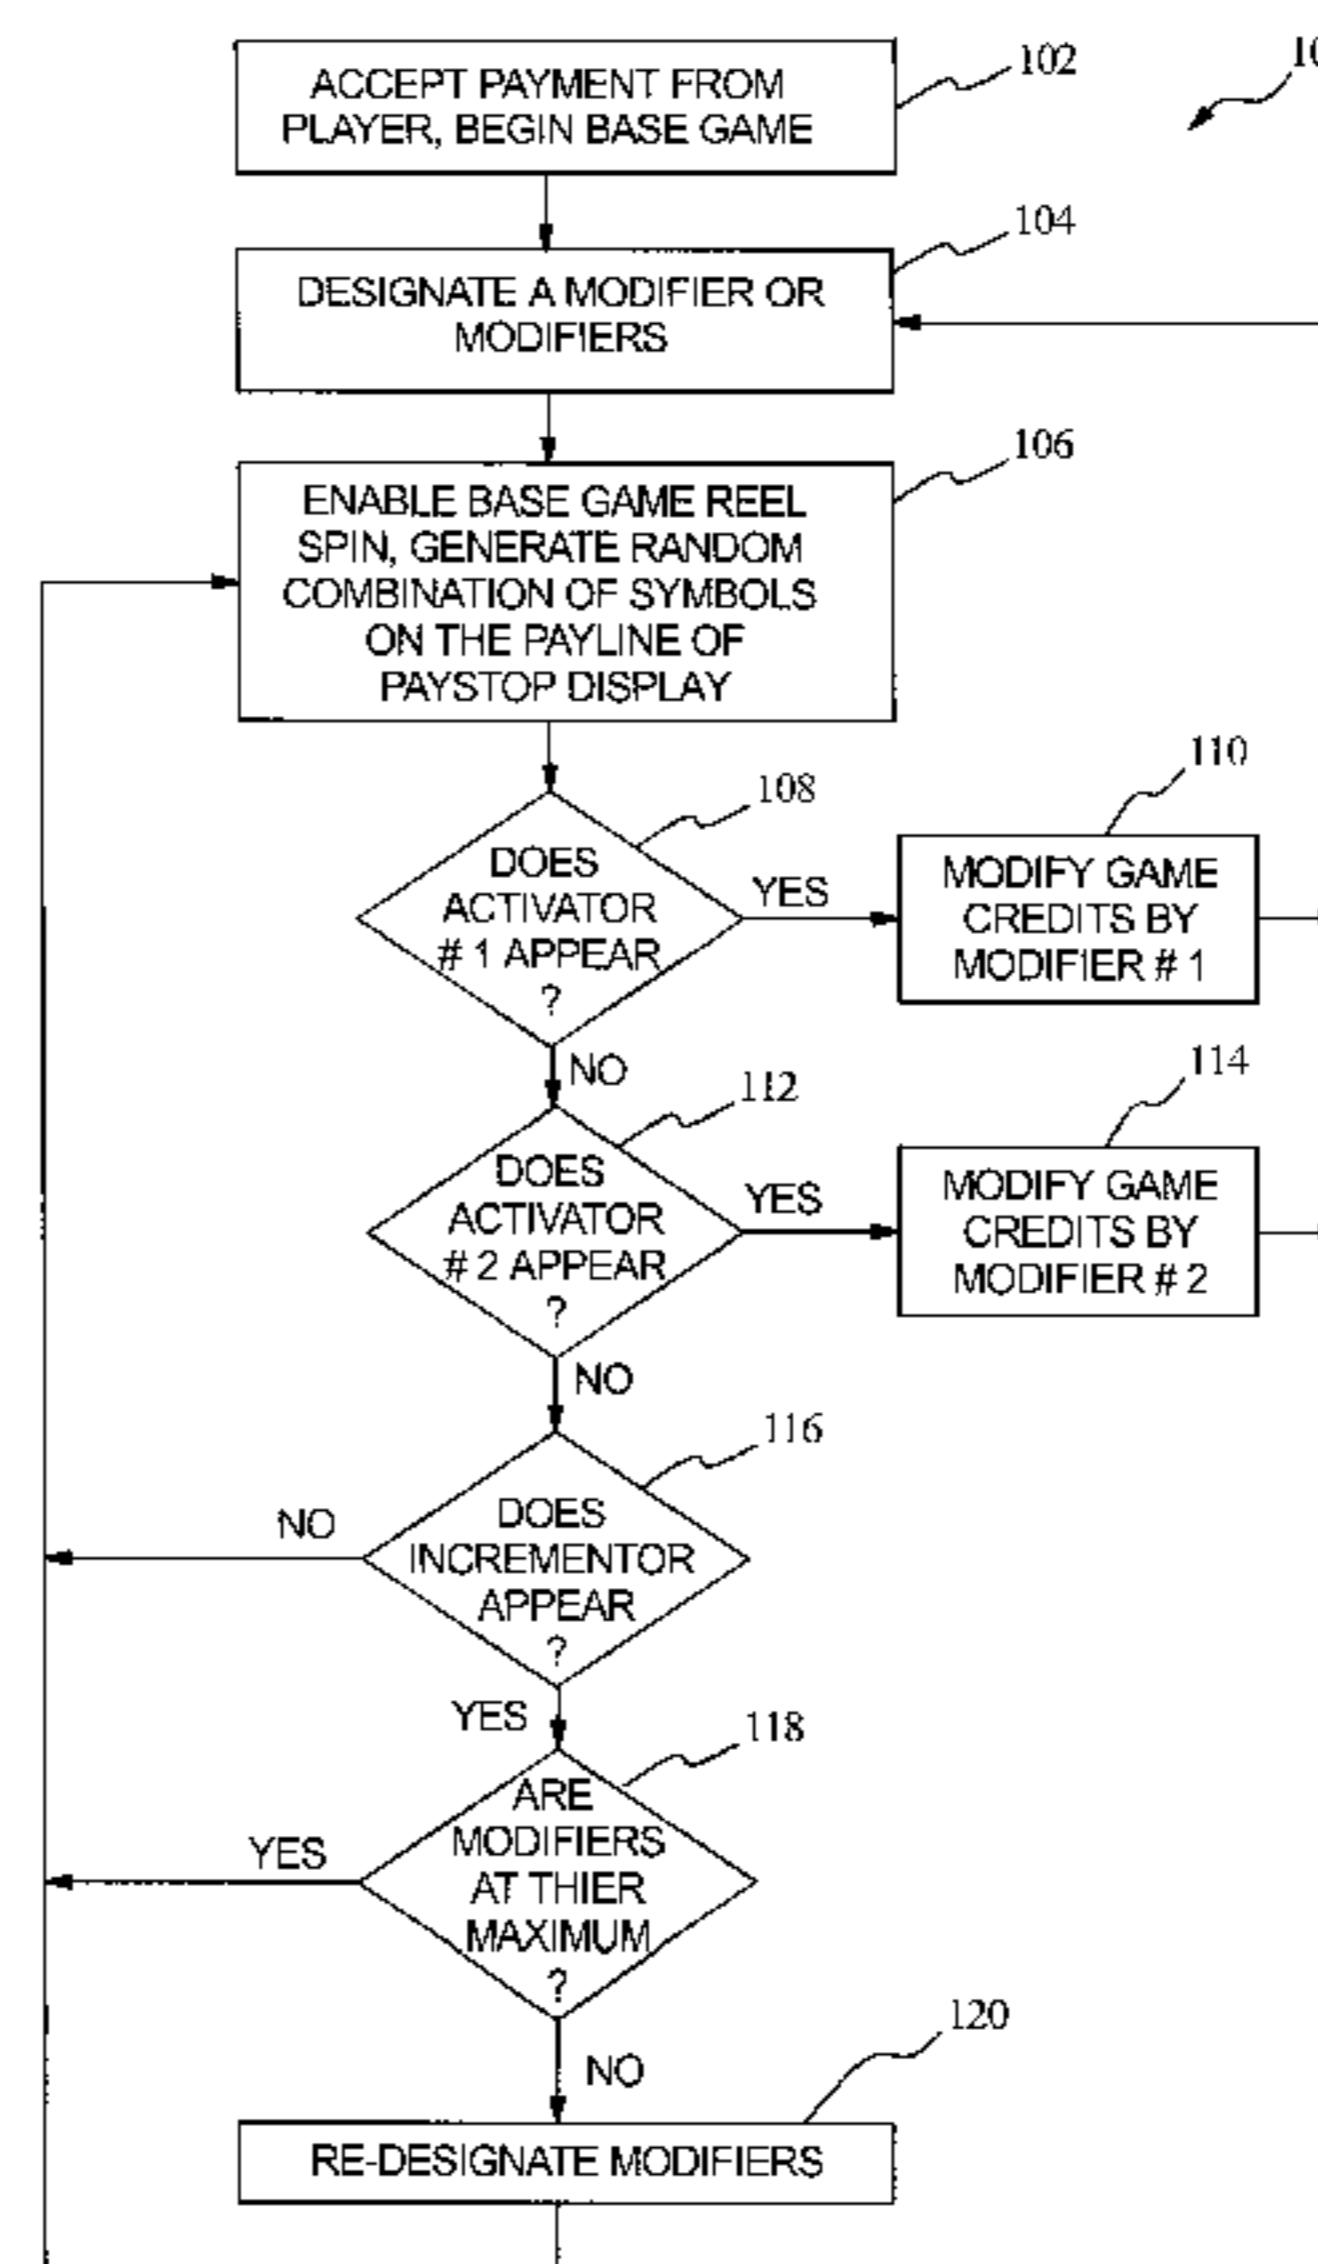 102
10
ACCEPT PAYMENT FROM
PLAYER, BEGIN BASE GAME
104
DESIGNATE A MODIFIER OR
MODIFIERS
106
ENABLE BASE GAME REEL
SPIN, GENERATE RANDOM
COMBINATION OF SYMBOLS
ON THE PAYLINE OF
PAYSTOP DISPLAY
108
DOES
ACTIVATOR
# 1 APPEAR
?
YES
110
MODIFY GAME
CREDITS BY
MODIFIER # 1
NO
112
DOES
ACTIVATOR
# 2 APPEAR
?
YES
114
MODIFY GAME
CREDITS BY
MODIFIER # 2
NO
116
DOES
INCREMENTOR
APPEAR
?
NO
YES
118
ARE
MODIFIERS
AT THIER
MAXIMUM
?
YES
NO
120
RE-DESIGNATE MODIFIERS